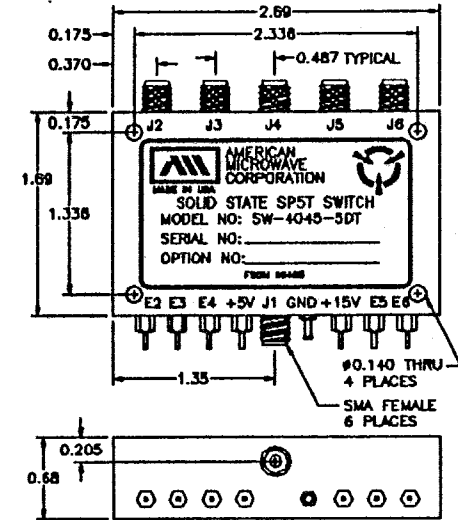 2.69
0.175
2.338
0.370
0.487 TYPICAL
0.175
J2 J3 J4 J5 J6
AMERICAN
MICROWAVE
CORPORATION
MADE IN USA
1.69
1.338
SOLID STATE SP5T SWITCH
MODEL NO: SW-4045-5DT
SERIAL NO:
OPTION NO:
E2 E3 E4 +5V J1 GND +15V E5 E6
1.35
ø0.140 THRU
4 PLACES
SMA FEMALE
6 PLACES
0.205
0.68